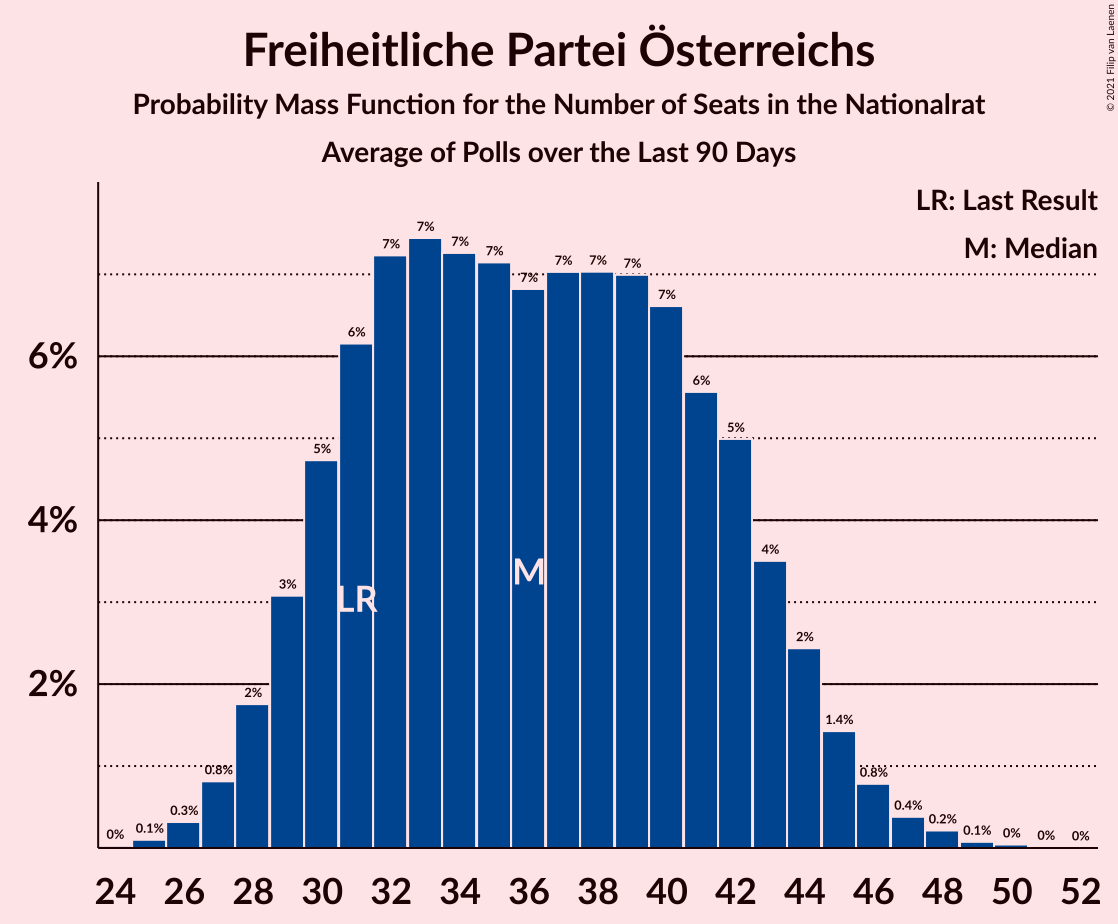 Freiheitliche Partei Österreichs
Probability Mass Function for the Number of Seats in the Nationalrat
Average of Polls over the Last 90 Days
© 2021 Filip van Laenen
LR: Last Result
M: Median
6%
4%
2%
0% 0.1% 0.3% 0.8% 2% 3% 5% 6% 7% 7% 7% 7% 7% 7% 7% 7% 7% 6% 5% 4% 2% 1.4% 0.8% 0.4% 0.2% 0.1% 0% 0% 0%
LR
M
24 26 28 30 32 34 36 38 40 42 44 46 48 50 52